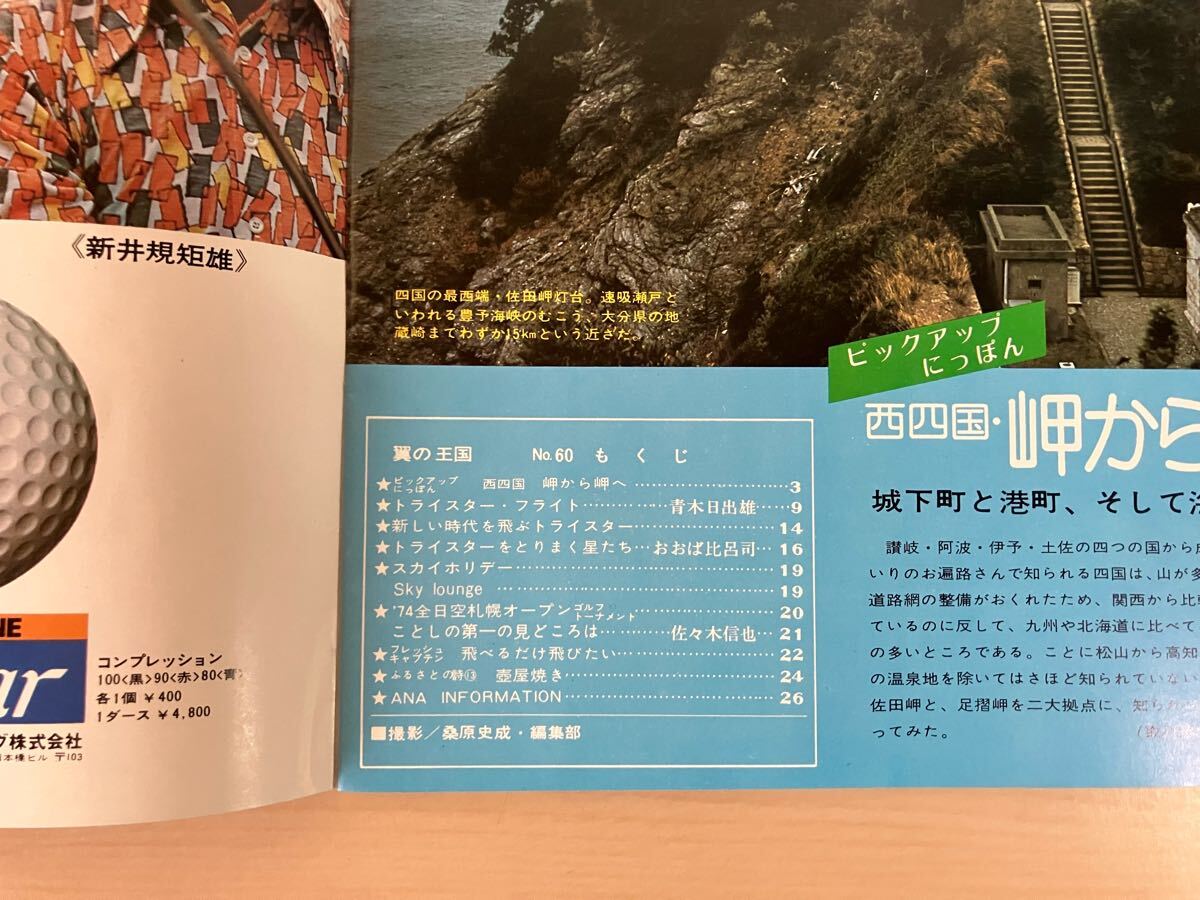 《新井規矩雄》
コンプレッション
100<黒>90<赤>80<青>
各1個 ¥400
1ダース ¥4,800
グ株式会社
本橋ビル 〒103
四国の最西端・佐田岬灯台。速吸瀬戸と
いわれる豊予海峡のむこう、大分県の地
蔵崎までわずか15kmという近さだ。
ピックアップ
にっぽん
西四国・岬から
城下町と港町、そして
讃岐・阿波・伊予・土佐の四つの国から
いりのお遍路さんで知られる四国は、山が多
道路網の整備がおくれたため、関西から比
ているのに反して、九州や北海道に比べて
の多いところである。ことに松山から高知
の温泉地を除いてはさほど知られていない
佐田岬と、足摺岬を二大拠点に、知られ
ってみた。
翼の王国 No.60 もくじ
★ピックアップにっぽん 西四国 岬から岬へ……3
★トライスター・フライト……青木日出雄…9
★新しい時代を飛ぶトライスター……14
★トライスターをとりまく星たち…おおば比呂司…16
★スカイホリデー……19
Sky lounge……19
★'74全日空札幌オープンゴルフトーナメント……20
ことしの第一の見どころは………佐々木信也…21
★フレッシュキャプテン 飛べるだけ飛びたい……22
★ふるさとの詩⑬ 壺屋焼き……24
★ANA INFORMATION……26
■撮影/桑原史成・編集部